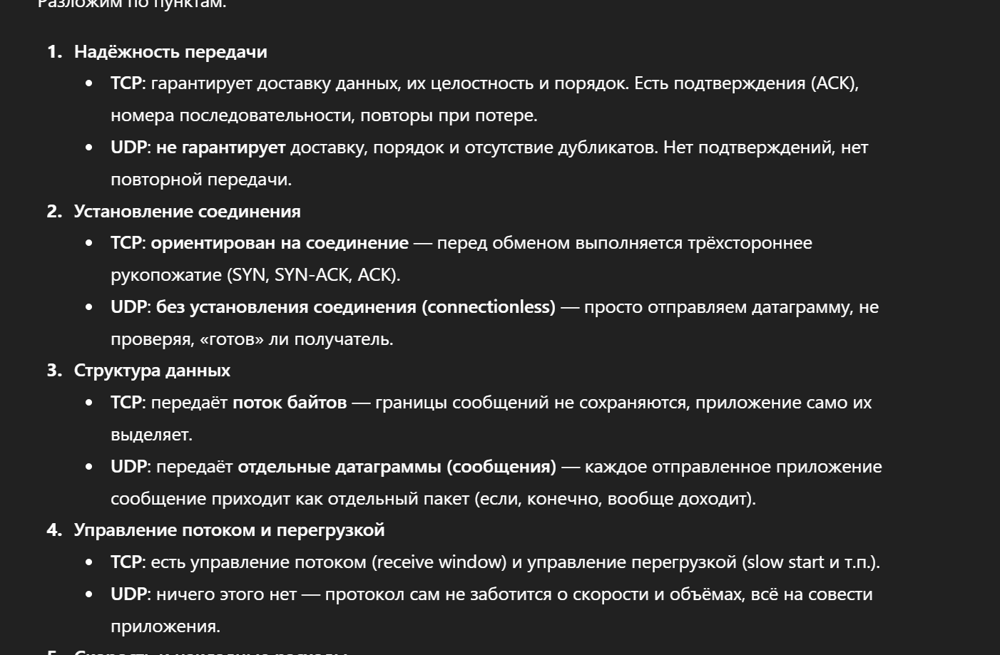 Разложим по пунктам.
1. Надёжность передачи
• TCP: гарантирует доставку данных, их целостность и порядок. Есть подтверждения (ACK),
номера последовательности, повторы при потере.
• UDP: не гарантирует доставку, порядок и отсутствие дубликатов. Нет подтверждений, нет
повторной передачи.
2. Установление соединения
• TCP: ориентирован на соединение — перед обменом выполняется трёхстороннее
рукопожатие (SYN, SYN-ACK, ACK).
• UDP: без установления соединения (connectionless) — просто отправляем датаграмму, не
проверяя, «готов» ли получатель.
3. Структура данных
• TCP: передаёт поток байтов — границы сообщений не сохраняются, приложение само их
выделяет.
• UDP: передаёт отдельные датаграммы (сообщения) — каждое отправленное приложение
сообщение приходит как отдельный пакет (если, конечно, вообще доходит).
4. Управление потоком и перегрузкой
• TCP: есть управление потоком (receive window) и управление перегрузкой (slow start и т.п.).
• UDP: ничего этого нет — протокол сам не заботится о скорости и объёмах, всё на совести
приложения.
5. Скорость и накладные расходы